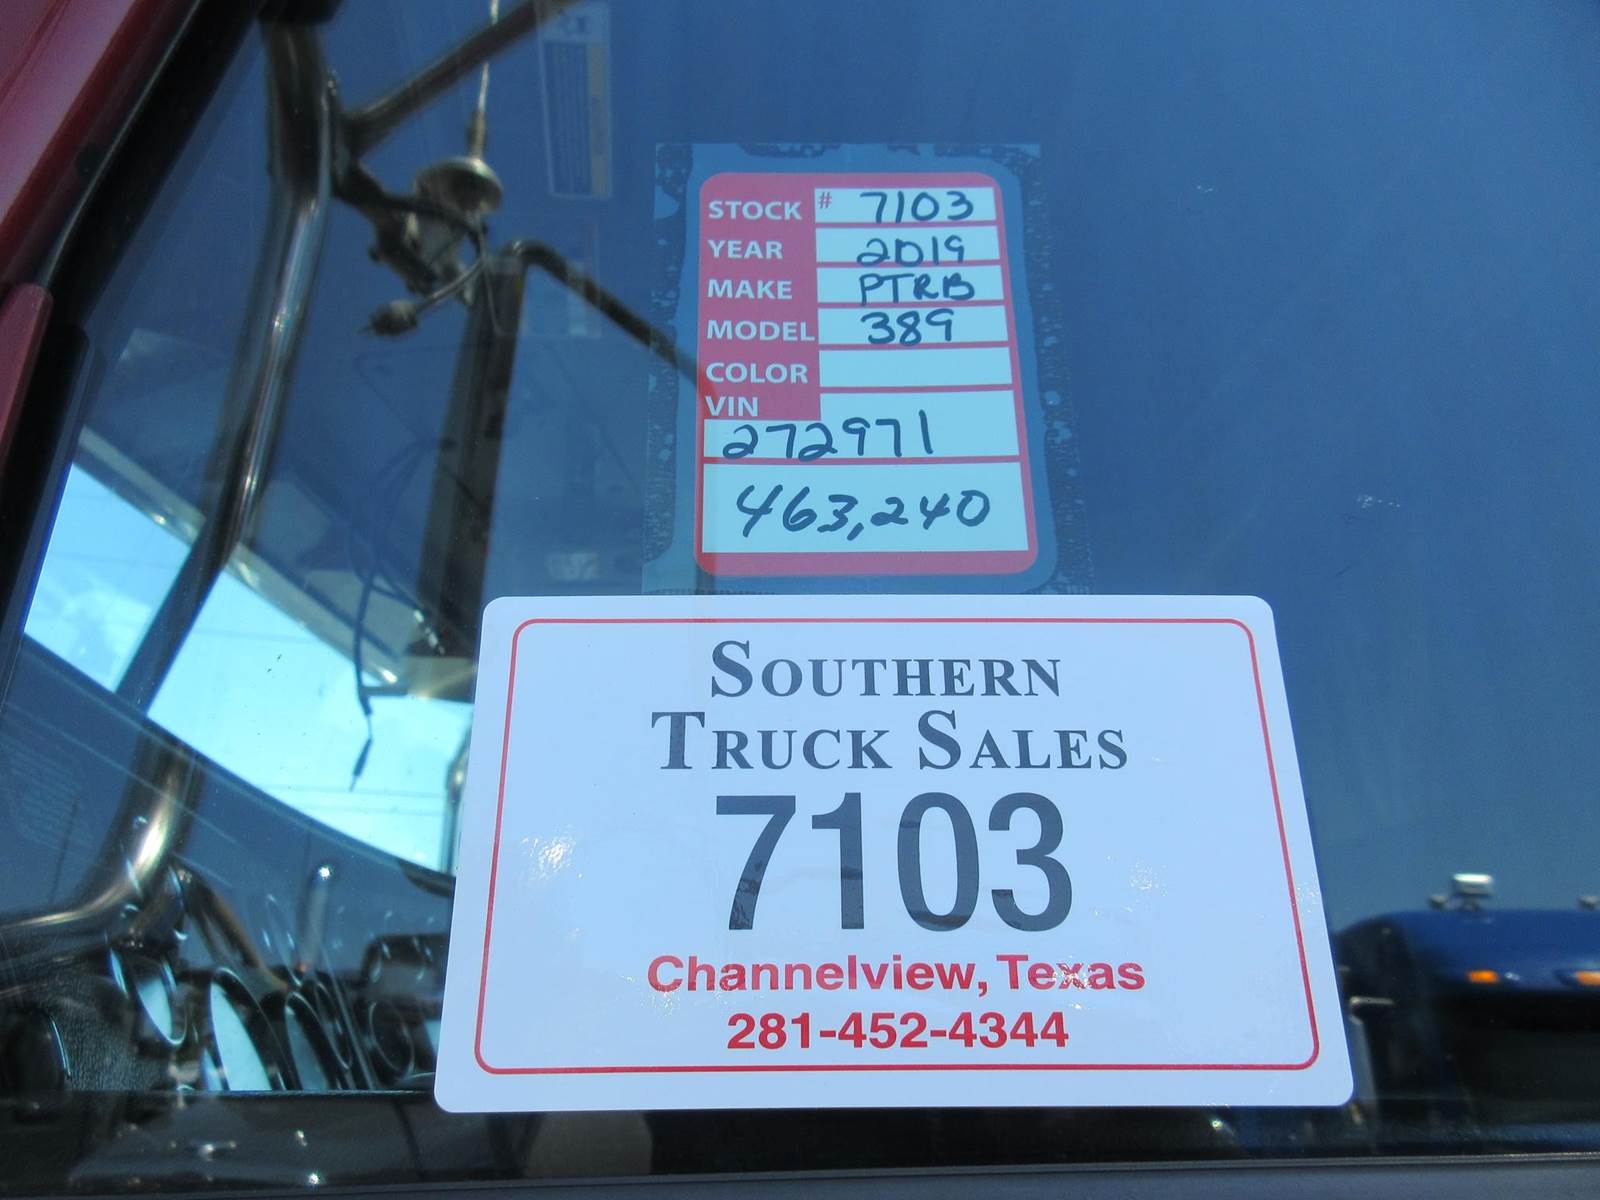 STOCK # 7103
YEAR 2019
MAKE PTRB
MODEL 389
COLOR
VIN
272971
463,240
SOUTHERN
TRUCK SALES
7103
Channelview, Texas
281-452-4344